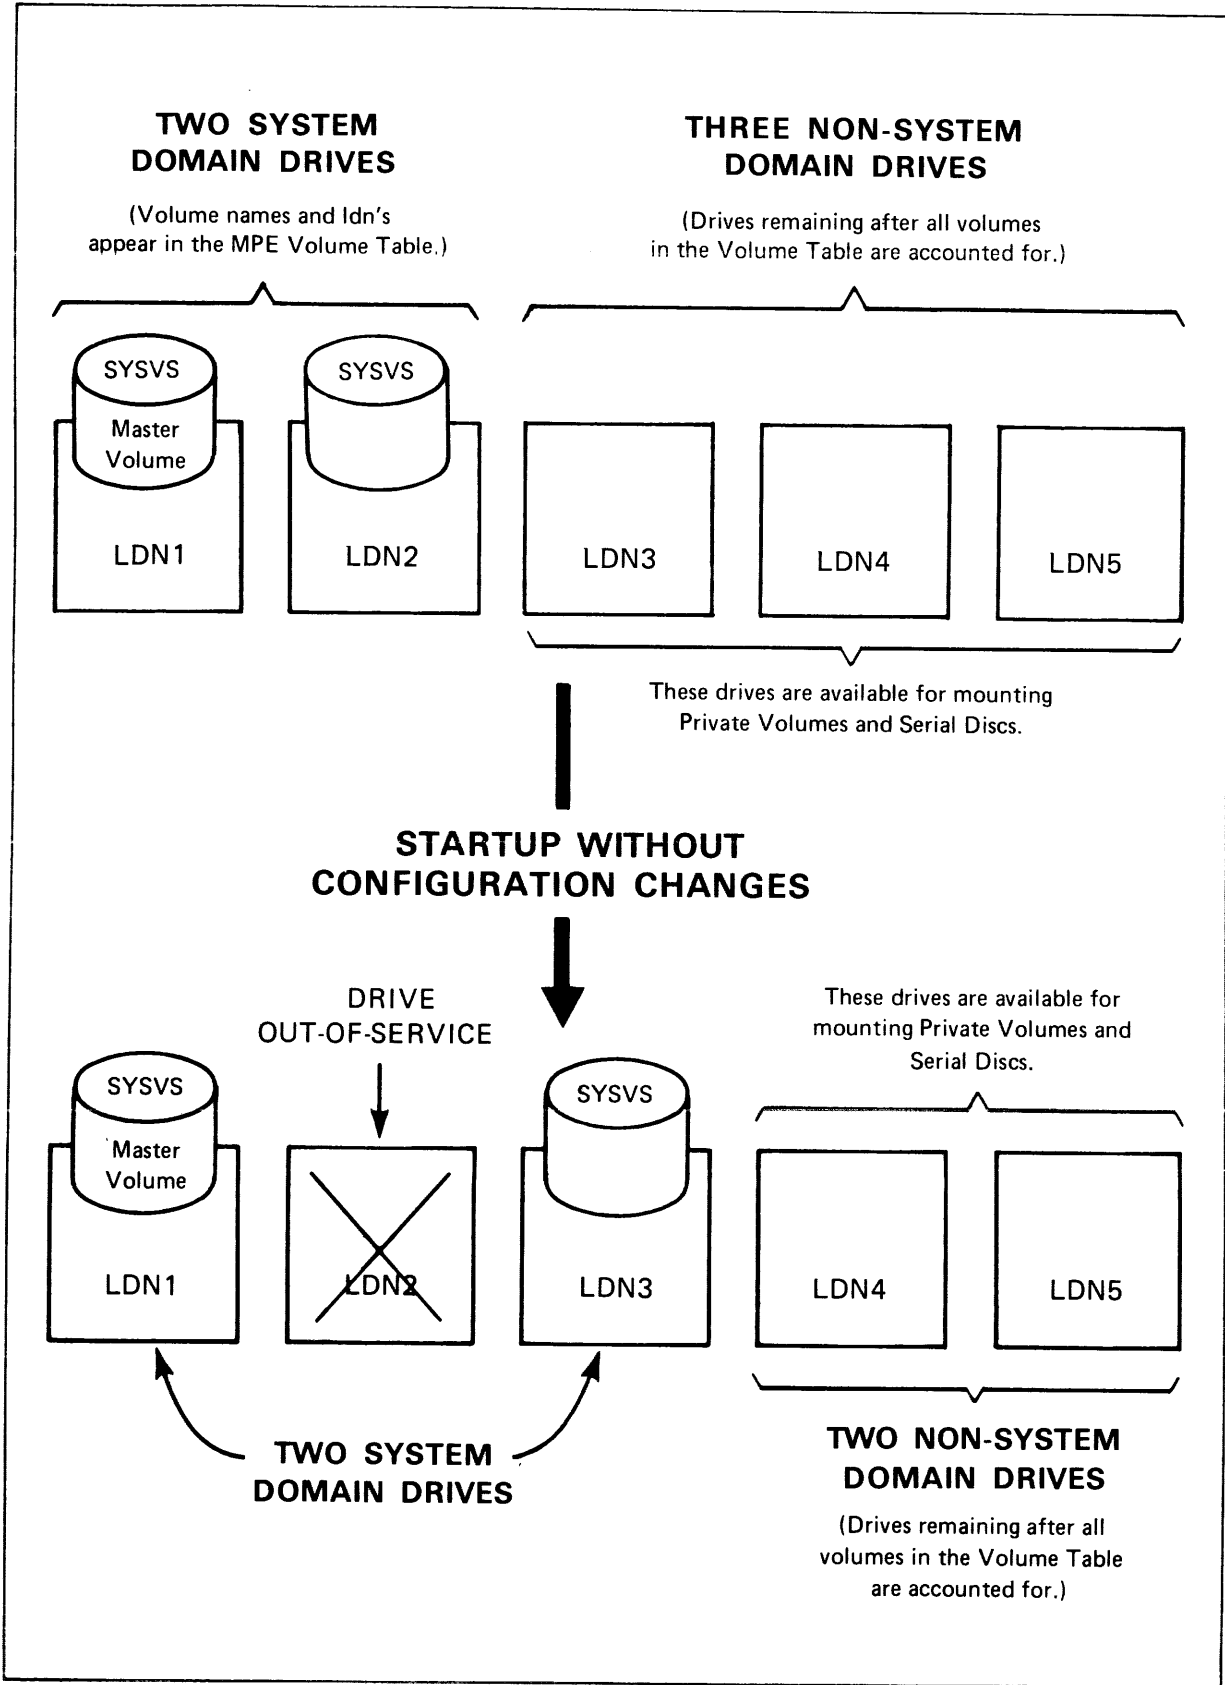 TWO SYSTEM
DOMAIN DRIVES
(Volume names and ldn's
appear in the MPE Volume Table.)
THREE NON-SYSTEM
DOMAIN DRIVES
(Drives remaining after all volumes
in the Volume Table are accounted for.)
SYSVS
Master
Volume
LDN1
SYSVS
LDN2
LDN3
LDN4
LDN5
These drives are available for mounting
Private Volumes and Serial Discs.
STARTUP WITHOUT
CONFIGURATION CHANGES
DRIVE
OUT-OF-SERVICE
These drives are available for
mounting Private Volumes and
Serial Discs.
SYSVS
Master
Volume
LDN1
LDN2
SYSVS
LDN3
LDN4
LDN5
TWO SYSTEM
DOMAIN DRIVES
TWO NON-SYSTEM
DOMAIN DRIVES
(Drives remaining after all
volumes in the Volume Table
are accounted for.)